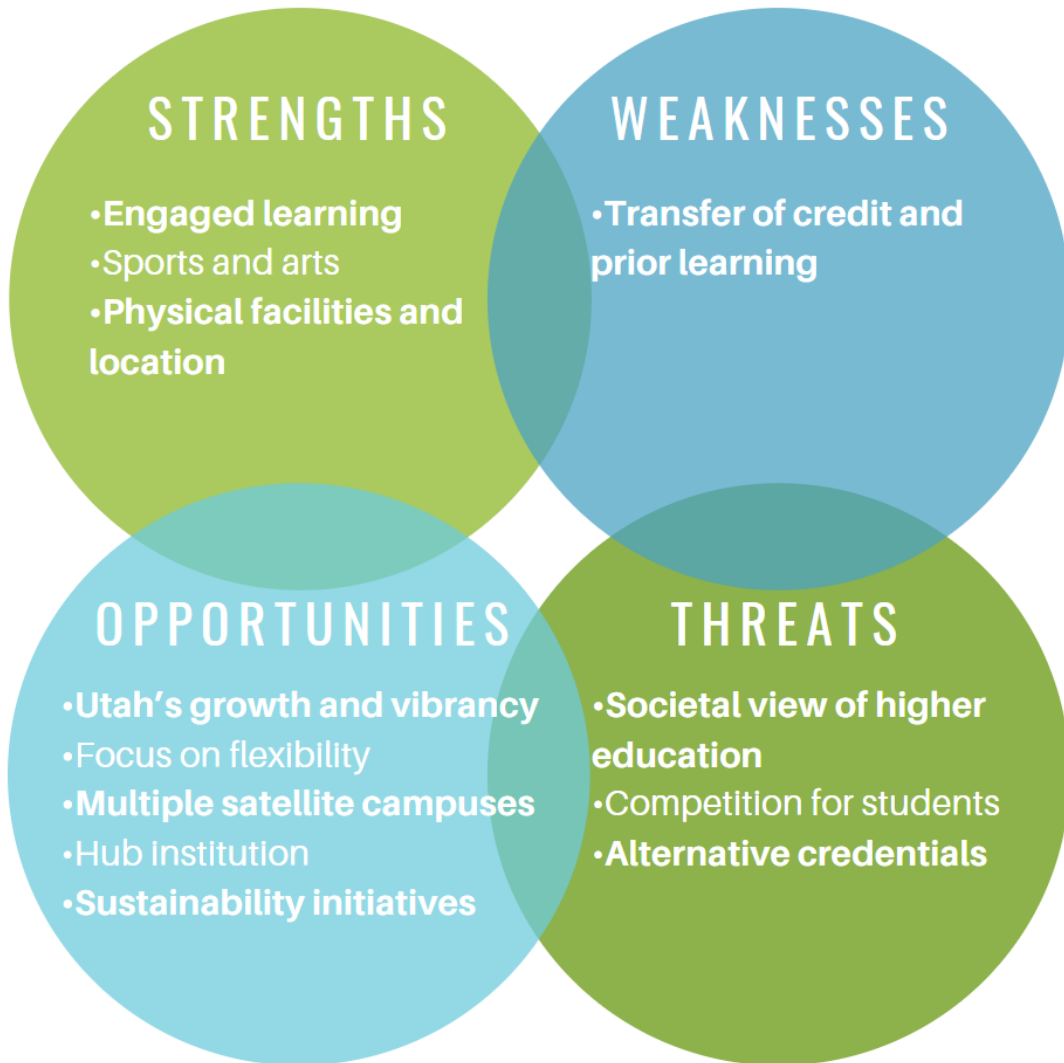 STRENGTHS
•Engaged learning
•Sports and arts
•Physical facilities and
location
WEAKNESSES
•Transfer of credit and
prior learning
OPPORTUNITIES
•Utah’s growth and vibrancy
•Focus on flexibility
•Multiple satellite campuses
•Hub institution
•Sustainability initiatives
THREATS
•Societal view of higher
education
•Competition for students
•Alternative credentials